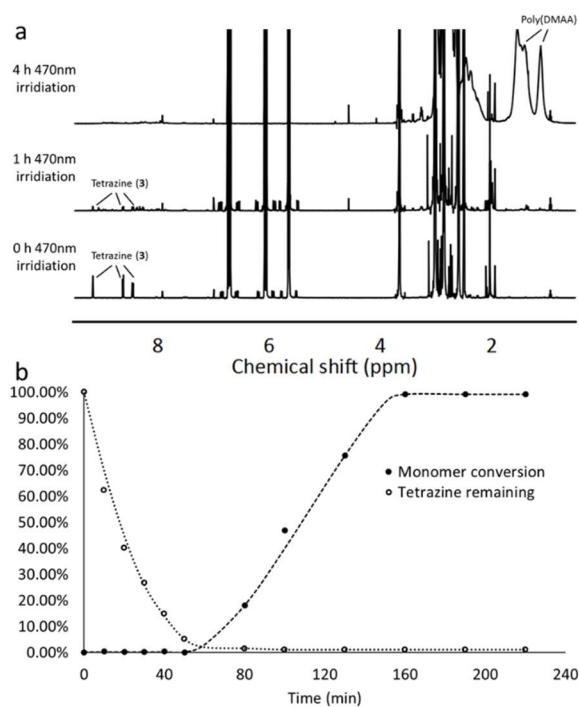 a
Poly(DMAA)
4 h 470nm
irridiation
1 h 470nm
irridiation
Tetrazine (3)
0 h 470nm
irridiation
Tetrazine (3)
8 6 4 2
Chemical shift (ppm)
b
100.00%
90.00%
80.00%
70.00%
60.00%
50.00%
40.00%
30.00%
20.00%
10.00%
0.00%
Monomer conversion
Tetrazine remaining
0 40 80 120 160 200 240
Time (min)